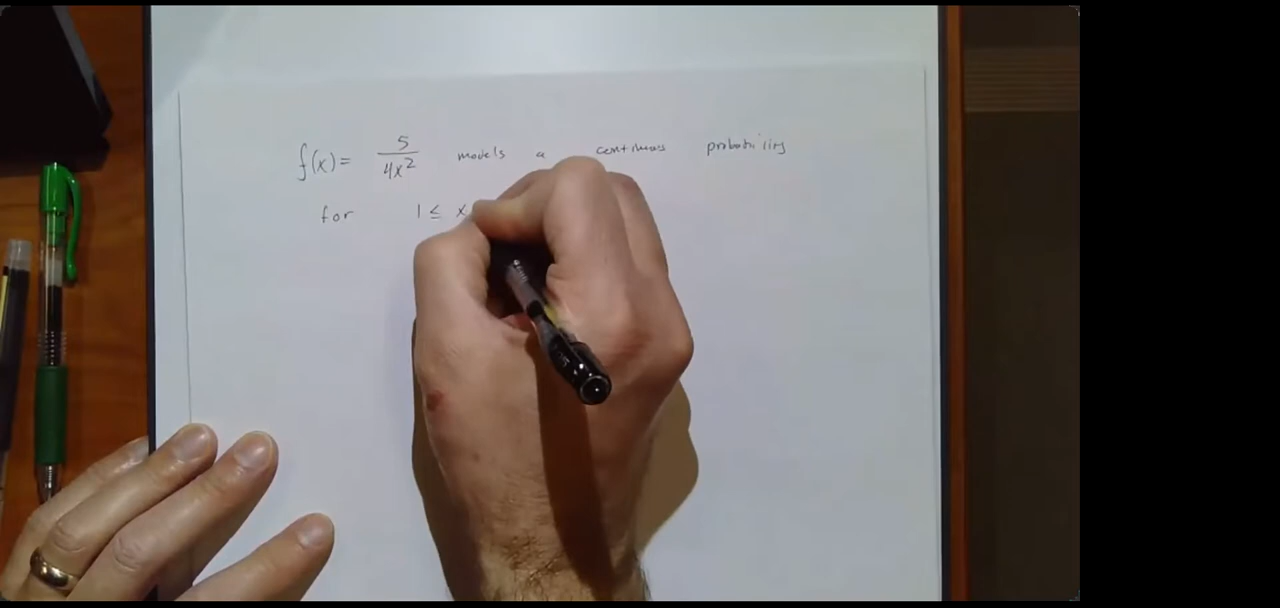 f(x) = 5/4x² models a continuous probability
for 1 ≤ x